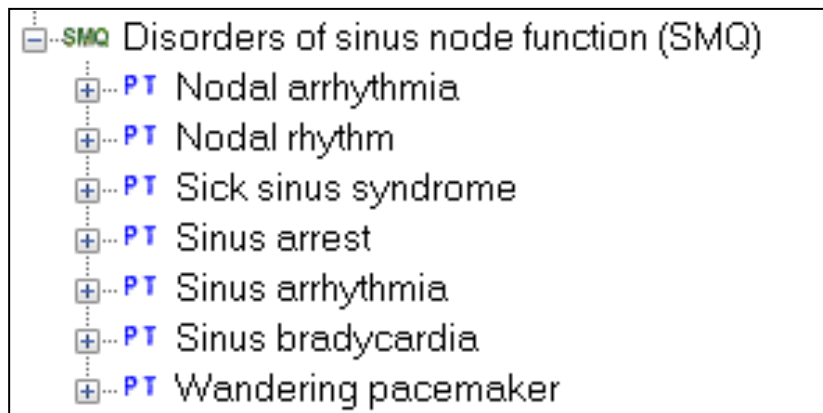 SMQ Disorders of sinus node function (SMQ)
PT Nodal arrhythmia
PT Nodal rhythm
PT Sick sinus syndrome
PT Sinus arrest
PT Sinus arrhythmia
PT Sinus bradycardia
PT Wandering pacemaker